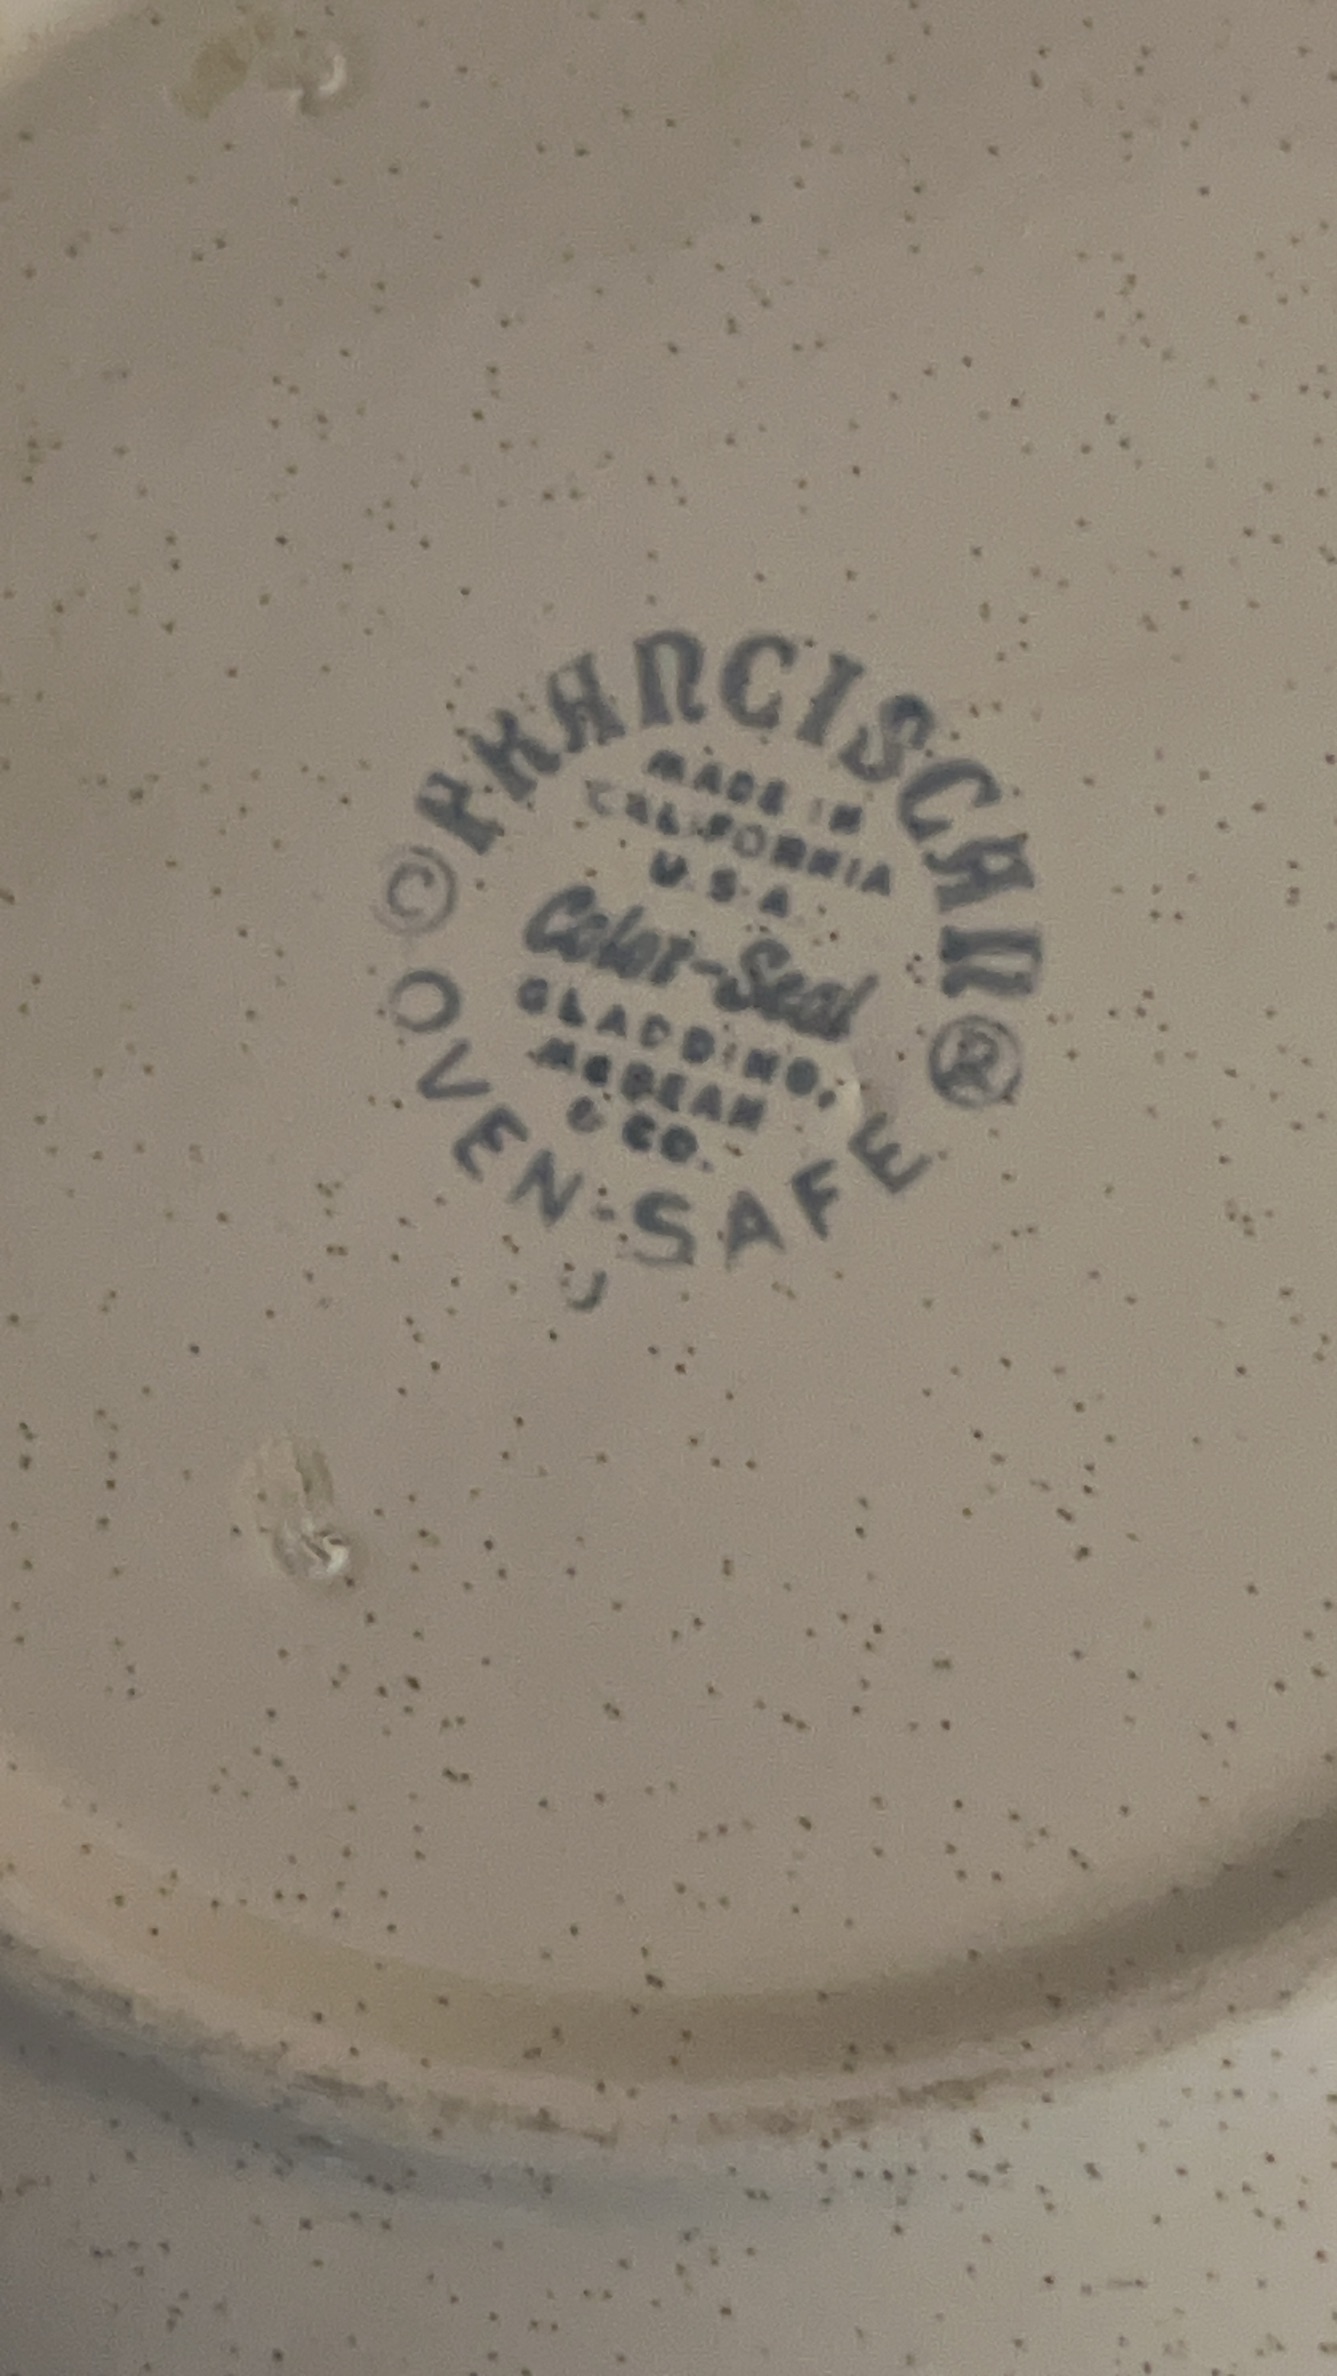 © FRANCISCAN ®
MADE IN
CALIFORNIA
U.S.A.
Color-Seal
GLADDING,
McBEAN
& CO.
OVEN-SAFE
J